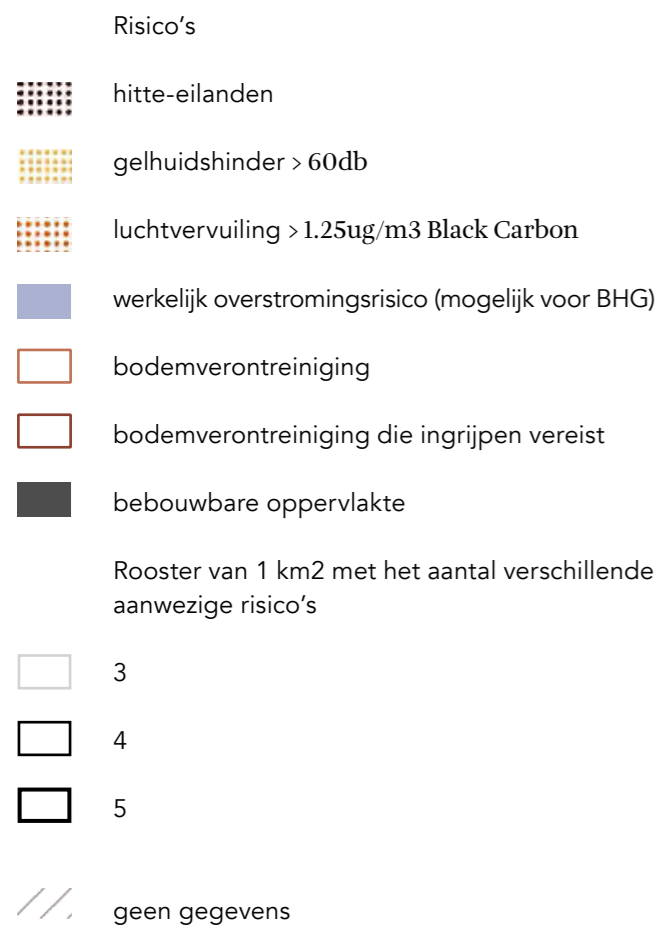 Risico’s
hitte-eilanden
gelhuidshinder > 60db
luchtvervuiling > 1.25ug/m3 Black Carbon
werkelijk overstromingsrisico (mogelijk voor BHG)
bodemverontreiniging
bodemverontreiniging die ingrijpen vereist
bebouwbare oppervlakte
Rooster van 1 km2 met het aantal verschillende
aanwezige risico’s
3
4
5
geen gegevens